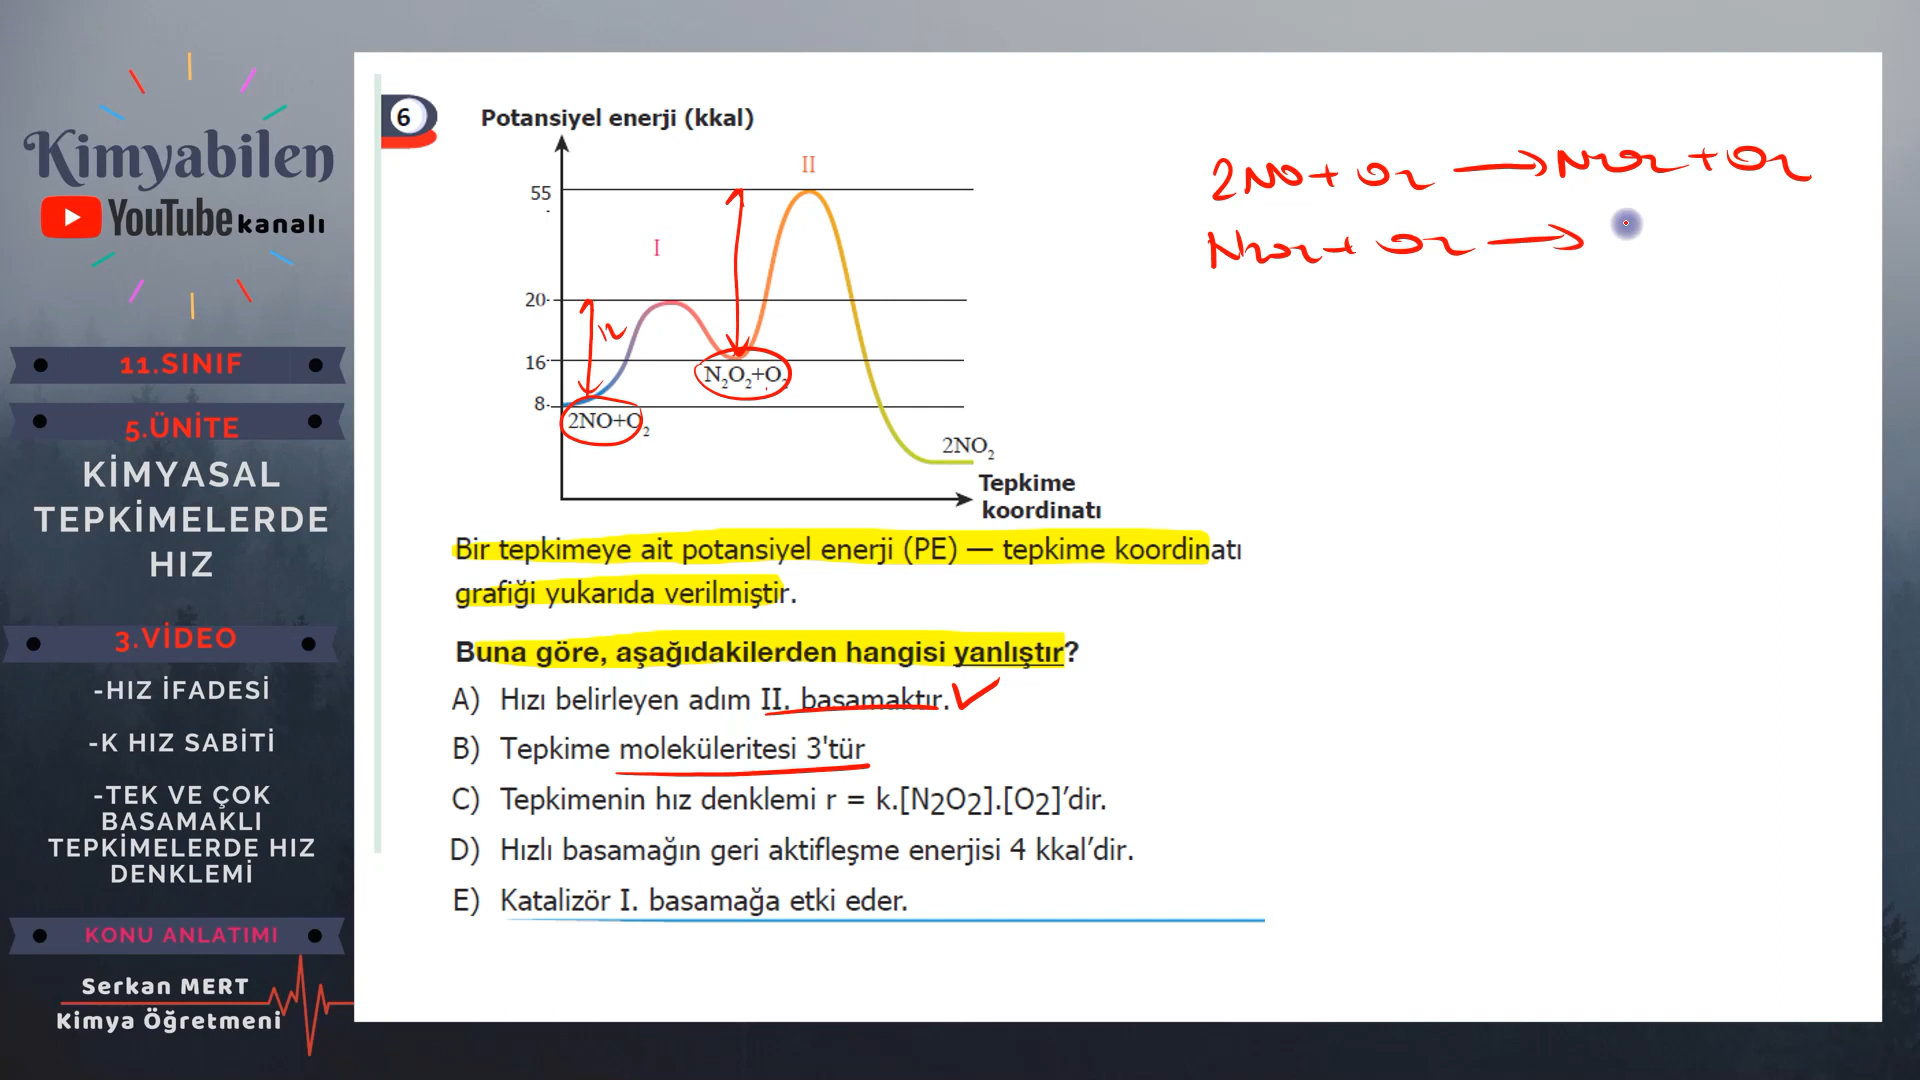 Kimyabilen
YouTube kanalı
11.SINIF
5.ÜNİTE
KİMYASAL
TEPKİMELERDE
HIZ
3.VİDEO
-HIZ İFADESİ
-K HIZ SABİTİ
-TEK VE ÇOK
BASAMAKLI
TEPKİMELERDE HIZ
DENKLEMİ
KONU ANLATIMI
Serkan MERT
Kimya Öğretmeni
6
Potansiyel enerji (kkal)
II
55
I
20
12
16
N₂O₂+O₂
8
2NO+O₂
2NO₂
Tepkime
koordinatı
2NO + O₂ → N₂O₂ + O₂
N₂O₂ + O₂ →
Bir tepkimeye ait potansiyel enerji (PE) — tepkime koordinatı
grafiği yukarıda verilmiştir.
Buna göre, aşağıdakilerden hangisi yanlıştır?
A) Hızı belirleyen adım II. basamaktır.
B) Tepkime moleküleritesi 3'tür
C) Tepkimenin hız denklemi r = k.[N2O2].[O2]’dir.
D) Hızlı basamağın geri aktifleşme enerjisi 4 kkal’dir.
E) Katalizör I. basamağa etki eder.